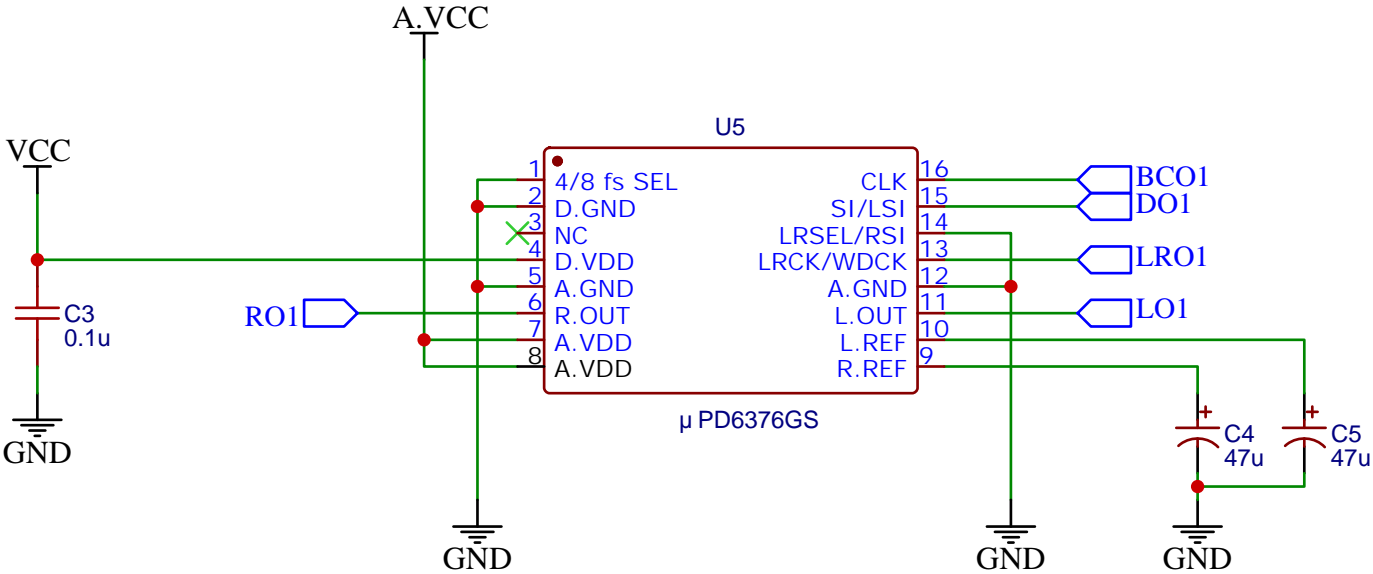 A.VCC
VCC
U5
1
4/8 fs SEL
2
D.GND
3
NC
4
D.VDD
5
A.GND
6
R.OUT
7
A.VDD
8
A.VDD
16
CLK
15
SI/LSI
14
LRSEL/RSI
13
LRCK/WDCK
12
A.GND
11
L.OUT
10
L.REF
9
R.REF
BCO1
DO1
LRO1
LO1
RO1
C3
0.1u
GND
μ PD6376GS
+
C4
47u
+
C5
47u
GND
GND
GND